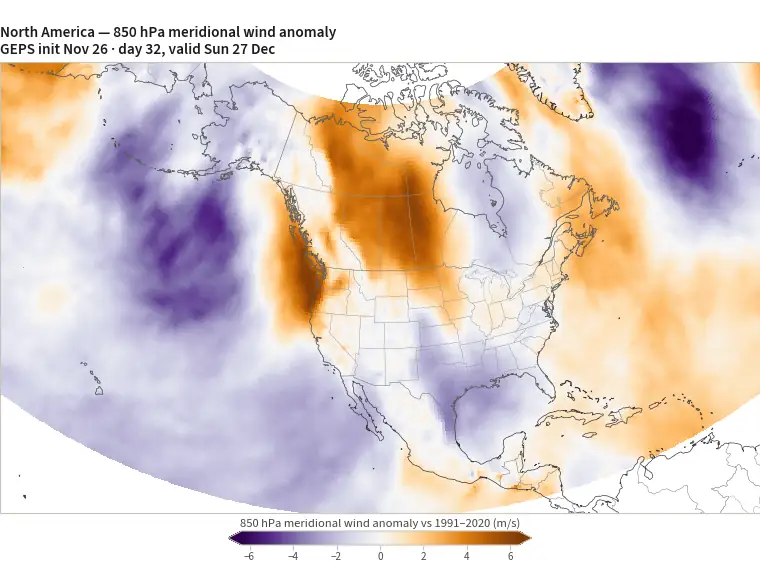 North America — 850 hPa meridional wind anomaly
GEPS init Nov 26 · day 32, valid Sun 27 Dec
850 hPa meridional wind anomaly vs 1991–2020 (m/s)
−6 −4 −2 0 2 4 6